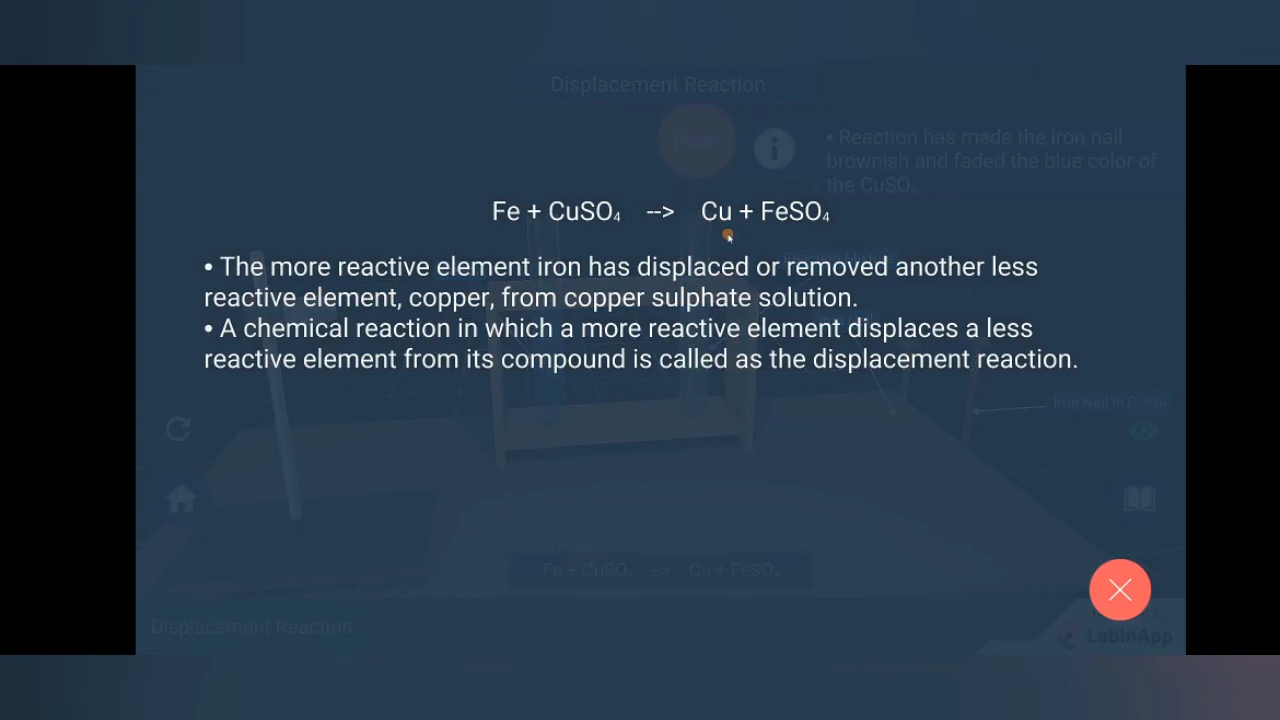 Displacement Reaction
Reset
• Reaction has made the iron nail
brownish and faded the blue color of
the CuSO₄.
Fe + CuSO₄ --> Cu + FeSO₄
• The more reactive element iron has displaced or removed another less
reactive element, copper, from copper sulphate solution.
• A chemical reaction in which a more reactive element displaces a less
reactive element from its compound is called as the displacement reaction.
Iron Nail in CuSo₄
Fe + CuSO₄ --> Cu + FeSO₄
Displacement Reaction
LabInApp